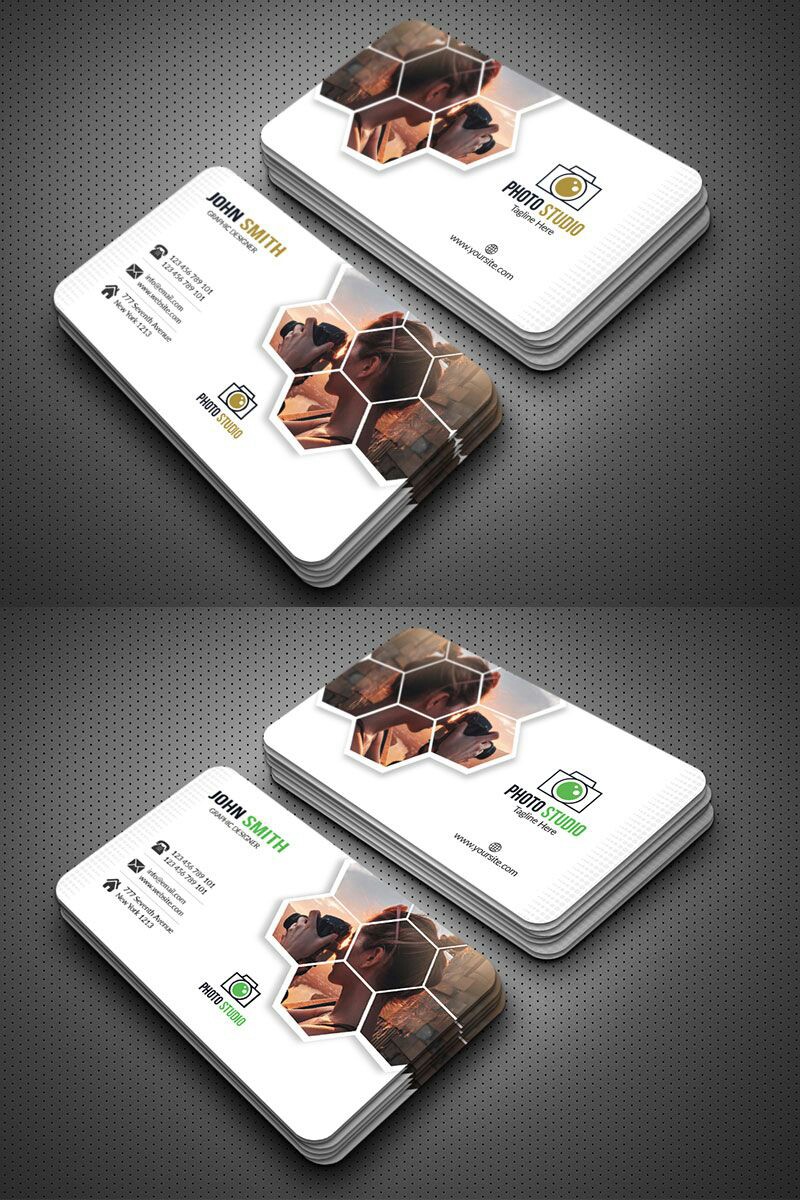 PHOTO STUDIO
Tagline Here
www.yoursite.com
JOHN SMITH
GRAPHIC DESIGNER
123 456 789 101
123 456 789 101
info@email.com
www.website.com
777 Seventh Avenue
New York 1213
PHOTO STUDIO
PHOTO STUDIO
Tagline Here
www.yoursite.com
JOHN SMITH
GRAPHIC DESIGNER
123 456 789 101
123 456 789 101
info@email.com
www.website.com
777 Seventh Avenue
New York 1213
PHOTO STUDIO